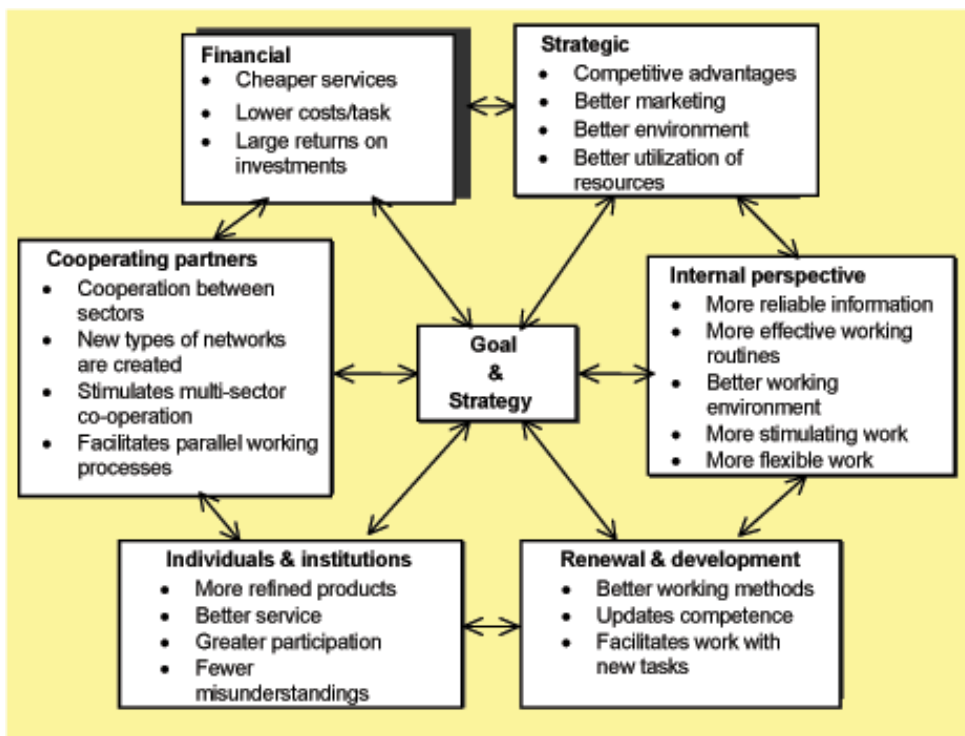 Financial
• Cheaper services
• Lower costs/task
• Large returns on
investments
Strategic
• Competitive advantages
• Better marketing
• Better environment
• Better utilization of
resources
Cooperating partners
• Cooperation between
sectors
• New types of networks
are created
• Stimulates multi-sector
co-operation
• Facilitates parallel working
processes
Goal
&
Strategy
Internal perspective
• More reliable information
• More effective working
routines
• Better working
environment
• More stimulating work
• More flexible work
Individuals & institutions
• More refined products
• Better service
• Greater participation
• Fewer
misunderstandings
Renewal & development
• Better working methods
• Updates competence
• Facilitates work with
new tasks